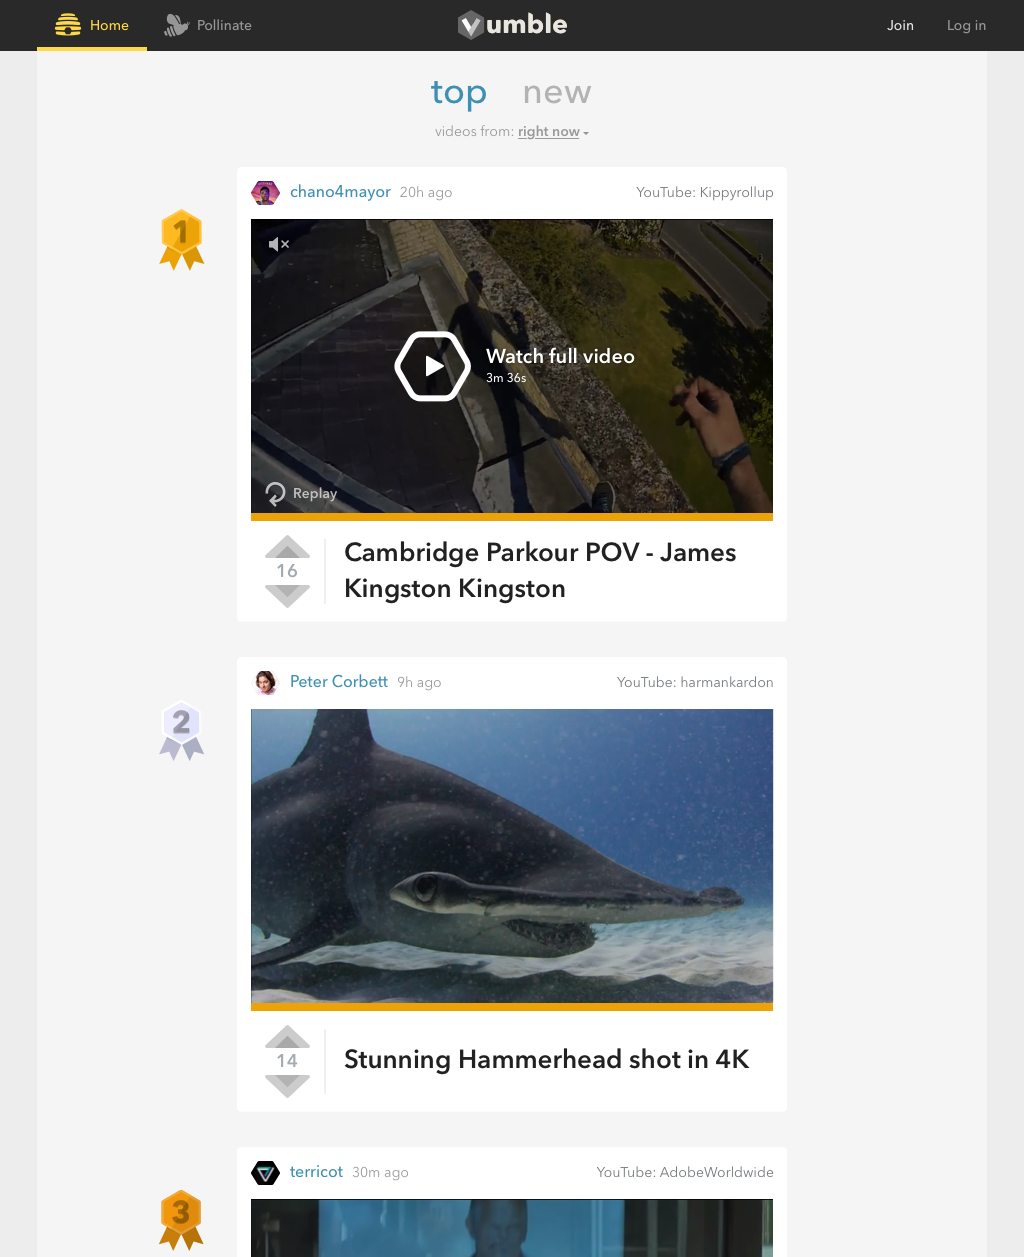 Home
Pollinate
Vumble
Join
Log in
top
new
videos from: right now
chano4mayor 20h ago
YouTube: Kippyrollup
1
Watch full video
3m 36s
Replay
16
Cambridge Parkour POV - James
Kingston Kingston
Peter Corbett 9h ago
YouTube: harmankardon
2
14
Stunning Hammerhead shot in 4K
terricot 30m ago
YouTube: AdobeWorldwide
3